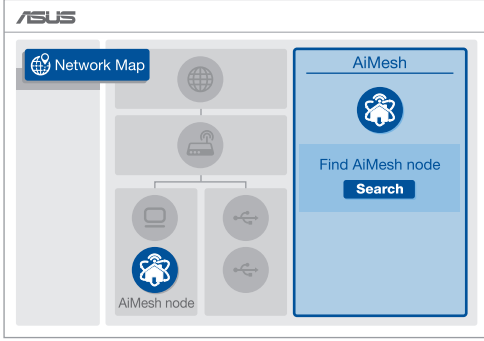 ASUS
Network Map
AiMesh
Find AiMesh node
Search
AiMesh node